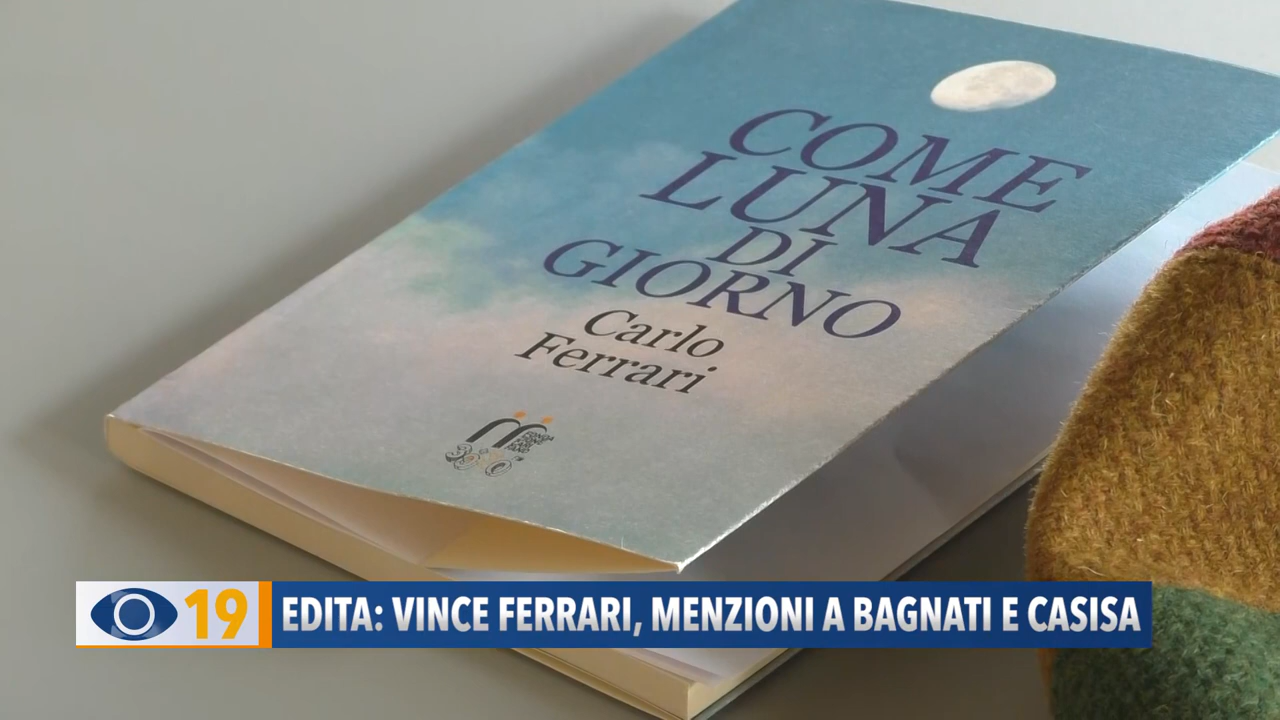 COME
LUNA
DI
GIORNO
Carlo
Ferrari
19
EDITA: VINCE FERRARI, MENZIONI A BAGNATI E CASISA